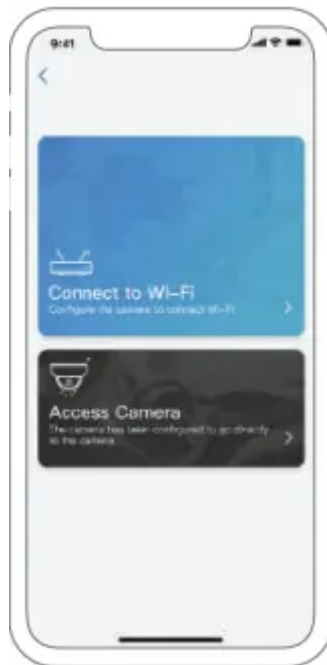 9:41
Connect to Wi-Fi
Configure the camera to connect Wi-Fi
Access Camera
The camera has been configured to go directly
to the camera